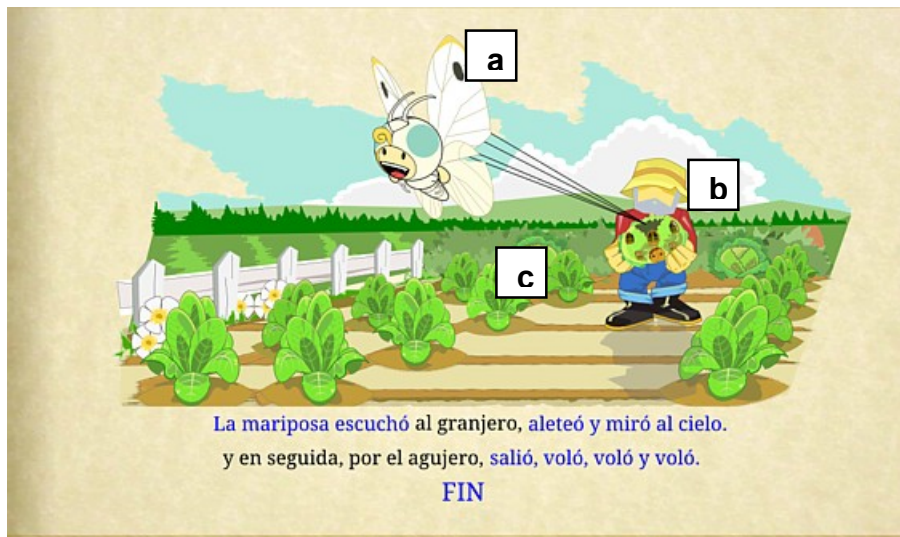 a
b
c
La mariposa escuchó al granjero, aleteó y miró al cielo.
y en seguida, por el agujero, salió, voló, voló y voló.
FIN